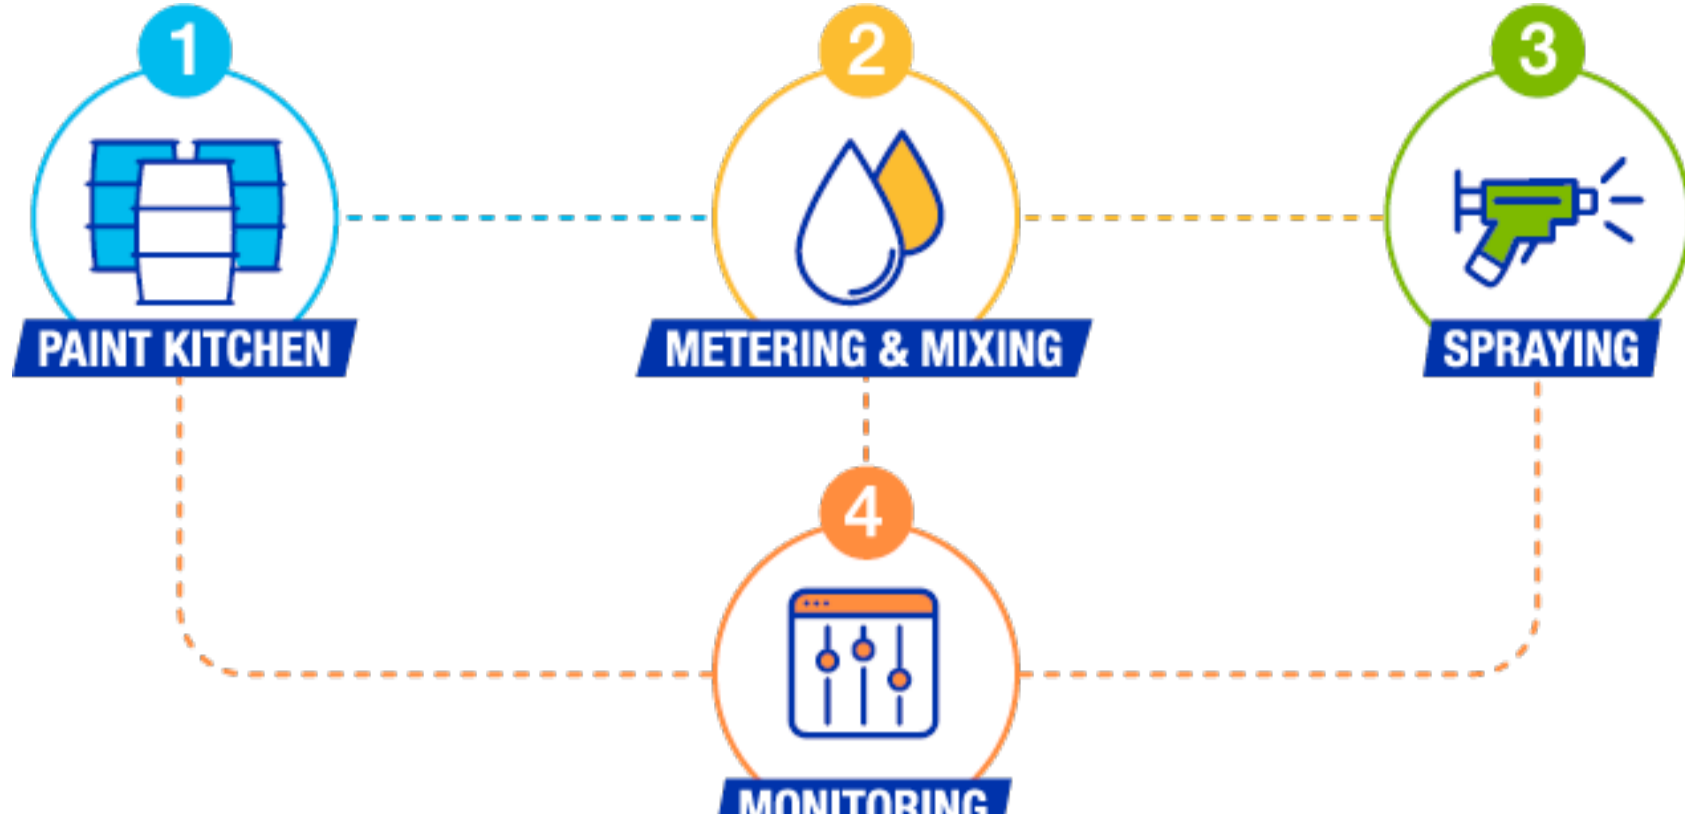 1
2
3
PAINT KITCHEN
METERING & MIXING
SPRAYING
4
MONITORING